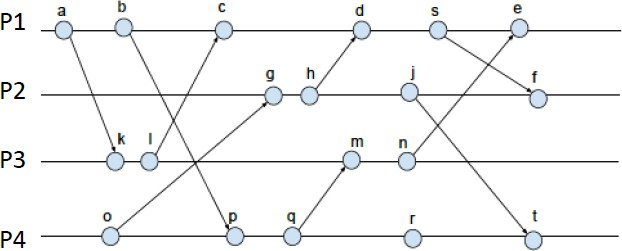 P1 a b c d s e
P2 g h j f
P3 k l m n
P4 o p q r t